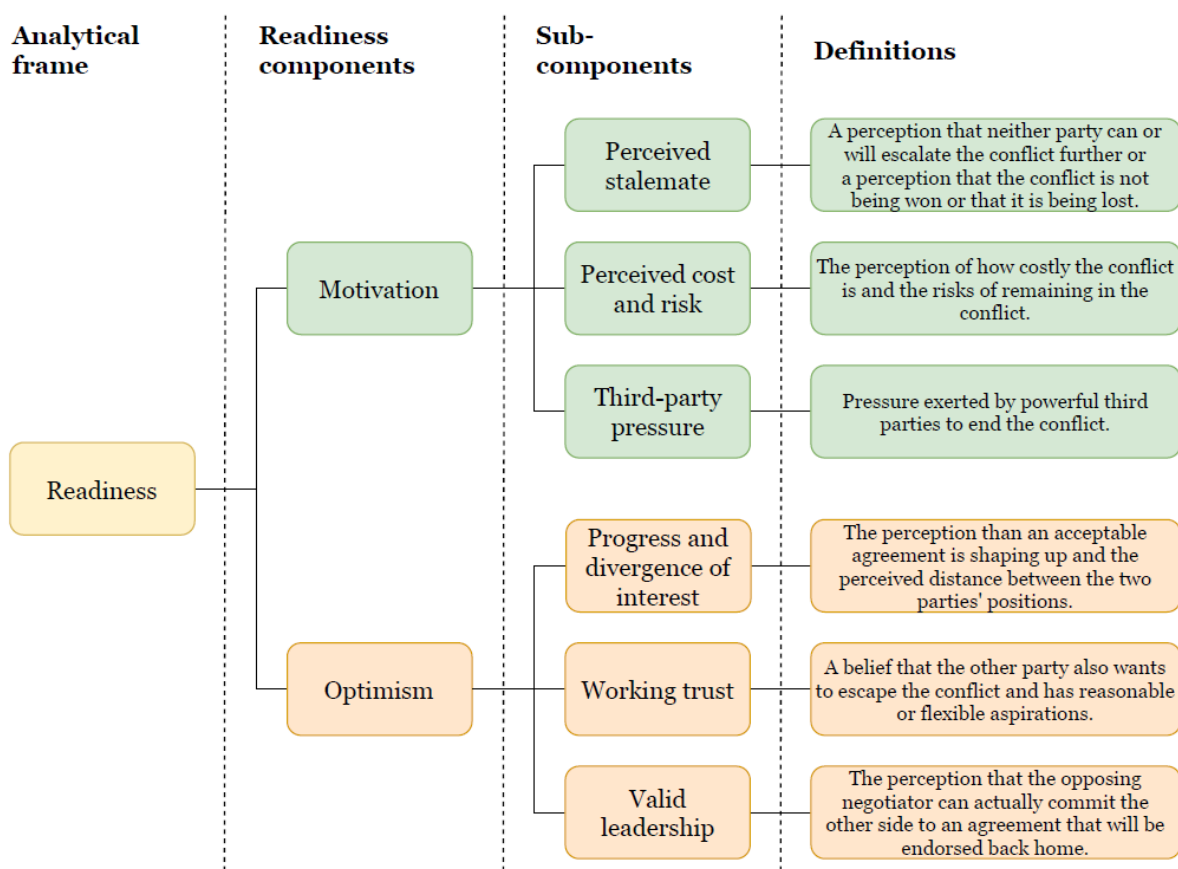 Analytical
frame
Readiness
components
Sub-
components
Definitions
Readiness
Motivation
Perceived
stalemate
A perception that neither party can or
will escalate the conflict further or
a perception that the conflict is not
being won or that it is being lost.
Perceived cost
and risk
The perception of how costly the conflict
is and the risks of remaining in the
conflict.
Third-party
pressure
Pressure exerted by powerful third
parties to end the conflict.
Optimism
Progress and
divergence of
interest
The perception than an acceptable
agreement is shaping up and the
perceived distance between the two
parties' positions.
Working trust
A belief that the other party also wants
to escape the conflict and has reasonable
or flexible aspirations.
Valid
leadership
The perception that the opposing
negotiator can actually commit the
other side to an agreement that will be
endorsed back home.